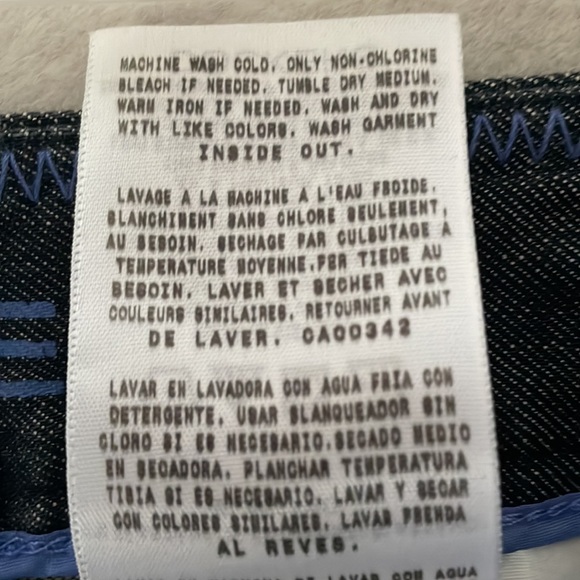 MACHINE WASH COLD, ONLY NON-CHLORINE
BLEACH IF NEEDED, TUMBLE DRY MEDIUM,
WARM IRON IF NEEDED, WASH AND DRY
WITH LIKE COLORS, WASH GARMENT
INSIDE OUT.
LAVAGE A LA MACHINE A L'EAU FROIDE.
BLANCHIMENT SANS CHLORE SEULEMENT,
AU BESOIN. SECHAGE PAR CULBUTAGE À
TEMPERATURE MOYENNE.FER TIEDE AU
BESOIN. LAVER ET SECHER AVEC
COULEURS SIMILAIRES. RETOURNER AVANT
DE LAVER. CA00342
LAVAR EN LAVADORA CON AGUA FRIA CON
DETERGENTE. USAR BLANQUEADOR SIN
CLORO SI ES NECESARIO.SECADO MEDIO
EN SECADORA. PLANCHAR TEMPERATURA
TIBIA SI ES NECESARIO. LAVAR Y SECAR
CON COLORES SIMILARES. LAVAR PRENDA
AL REVES.
LAVAR CON AGUA